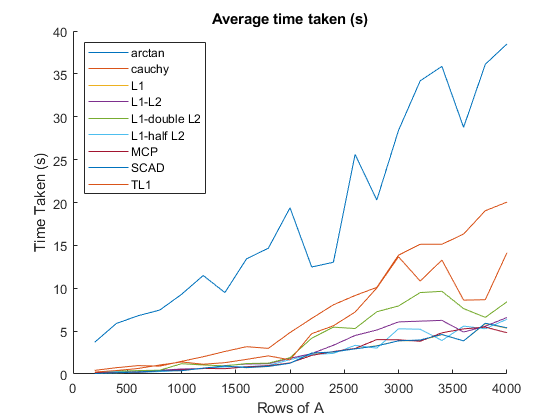 Average time taken (s)
40
35
30
25
20
15
10
5
0
Time Taken (s)
arctan
cauchy
L1
L1-L2
L1-double L2
L1-half L2
MCP
SCAD
TL1
0 500 1000 1500 2000 2500 3000 3500 4000
Rows of A